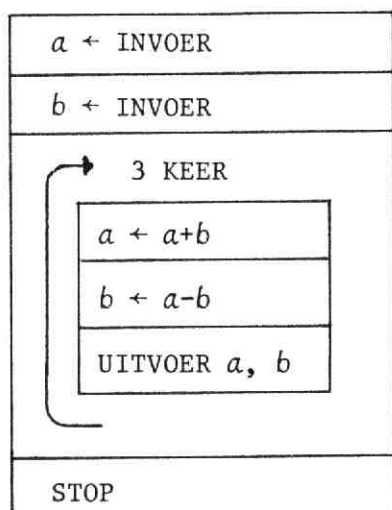 a ← INVOER
b ← INVOER
3 KEER
a ← a+b
b ← a-b
UITVOER a, b
STOP